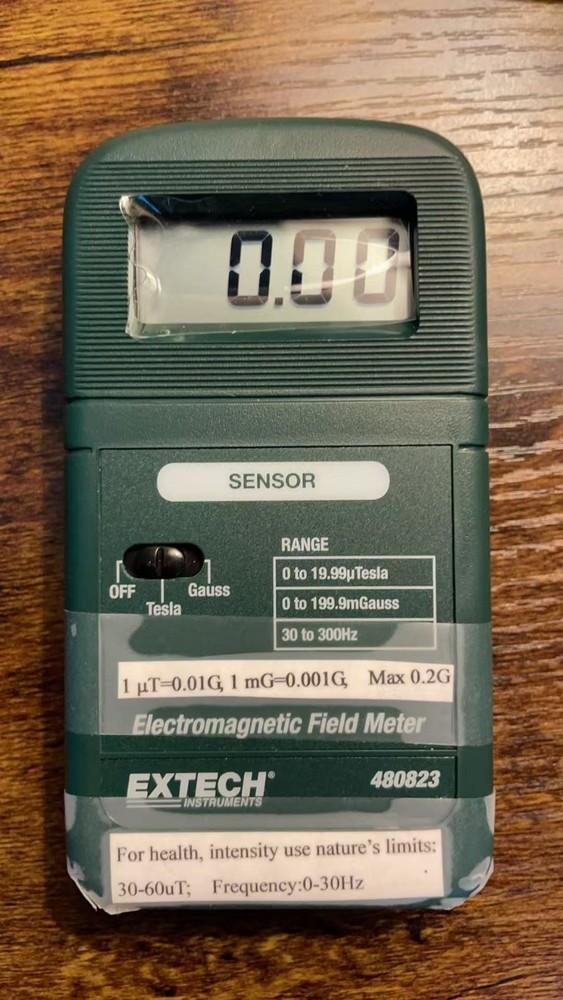 0.00
SENSOR
RANGE
0 to 19.99µTesla
0 to 199.9mGauss
30 to 300Hz
OFF
Tesla
Gauss
1 µT=0.01G, 1 mG=0.001G, Max 0.2G
Electromagnetic Field Meter
EXTECH®
INSTRUMENTS
480823
For health, intensity use nature's limits:
30-60uT; Frequency:0-30Hz